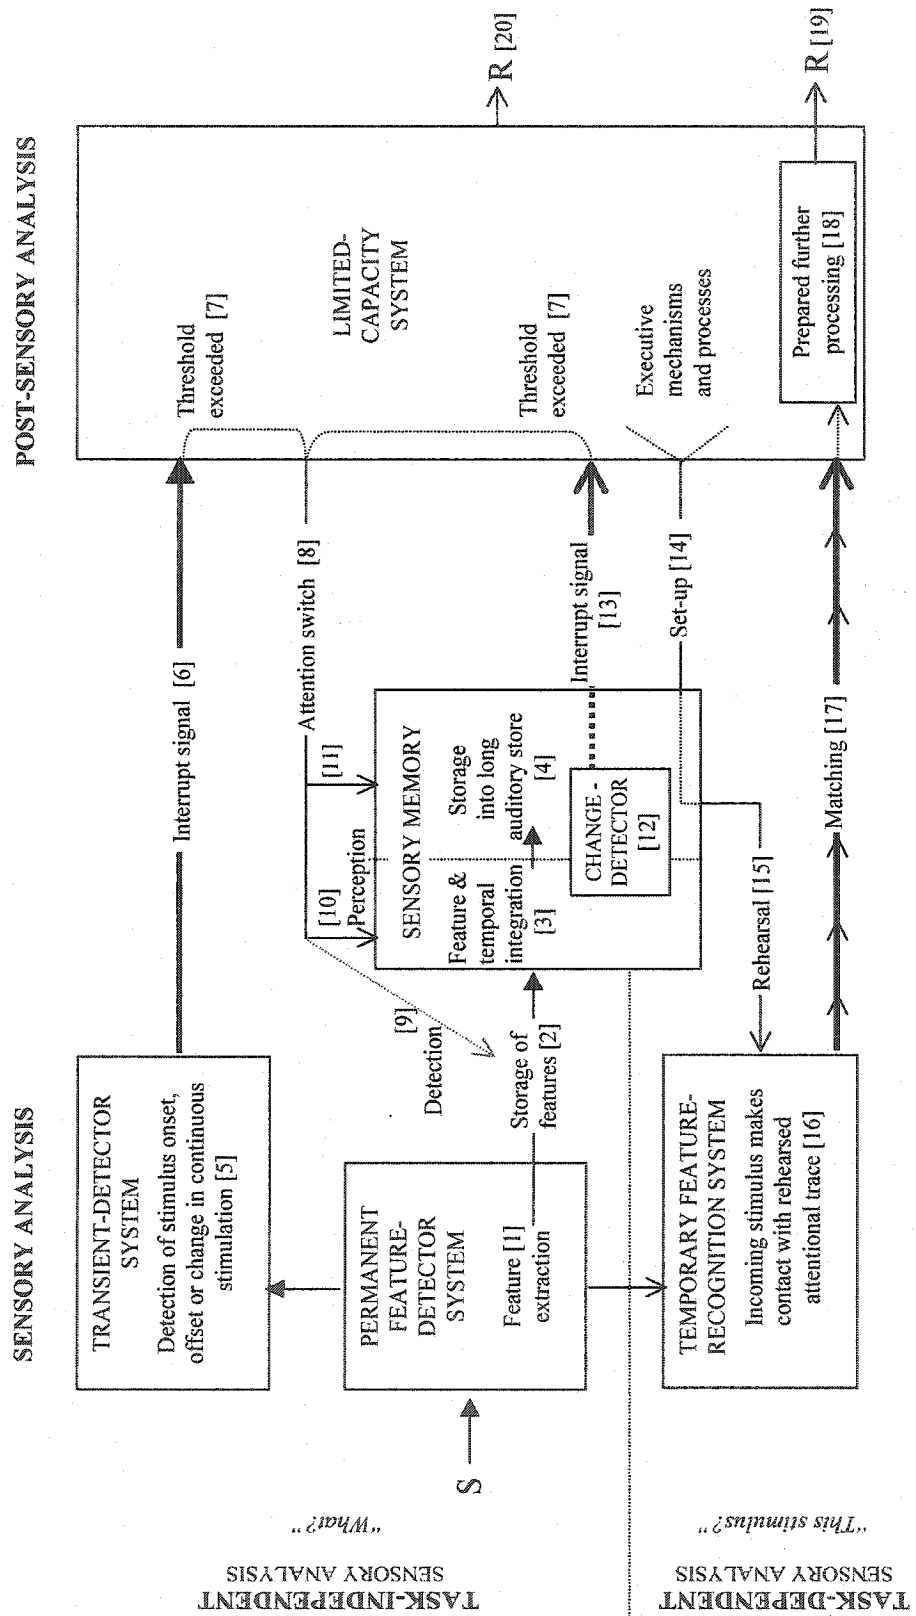 SENSORY ANALYSIS
POST-SENSORY ANALYSIS
TASK-INDEPENDENT
SENSORY ANALYSIS
"What?"
TRANSIENT-DETECTOR
SYSTEM
Detection of stimulus onset,
offset or change in continuous
stimulation [5]
Interrupt signal [6]
Threshold
exceeded [7]
Attention switch [8]
[9]
Detection
[10]
Perception
[11]
S
PERMANENT
FEATURE-
DETECTOR
SYSTEM
Feature [1]
extraction
Storage of
features [2]
SENSORY MEMORY
Feature &
temporal
integration
[3]
Storage
into long
auditory store
[4]
CHANGE -
DETECTOR
[12]
Interrupt signal
[13]
Threshold
exceeded [7]
LIMITED-
CAPACITY
SYSTEM
R [20]
Executive
mechanisms
and processes
Set-up [14]
Rehearsal [15]
TASK-DEPENDENT
SENSORY ANALYSIS
"This stimulus?"
TEMPORARY FEATURE-
RECOGNITION SYSTEM
Incoming stimulus makes
contact with rehearsed
attentional trace [16]
Matching [17]
Prepared further
processing [18]
R [19]